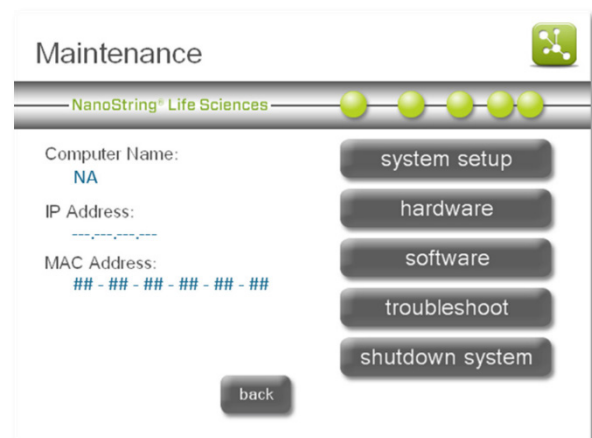 Maintenance
NanoString® Life Sciences
Computer Name:
NA
IP Address:
---.---.---.---
MAC Address:
## - ## - ## - ## - ## - ##
system setup
hardware
software
troubleshoot
shutdown system
back